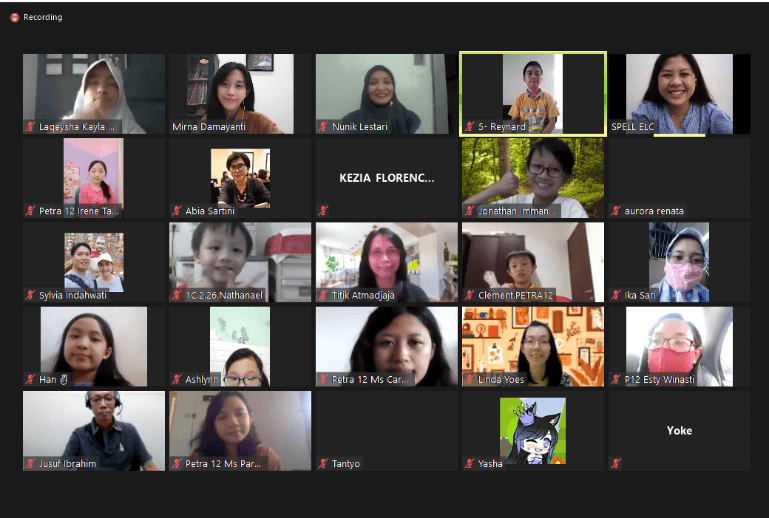 Recording
Lageysha Kayla ...
Mirna Damayanti
Nunik Lestari
5- Reynard
SPELL ELC
Petra 12 Irene Ta...
Abia Sartini
KEZIA FLORENC...
Jonathan Imman...
aurora renata
Sylvia Indahwati
1C.2.26.Nathanael
Titik Atmadjaja
Clement.PETRA12
Ika Sari
Han✌
Ashlynn
Petra 12 Ms Car...
Linda Yoes
P12 Esty Winasti
Jusuf Ibrahim
Petra 12 Ms Par...
Tantyo
Yasha
Yoke